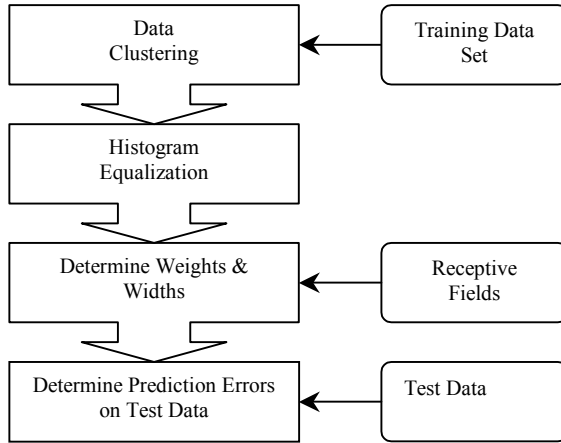 Data
Clustering
Training Data
Set
Histogram
Equalization
Determine Weights &
Widths
Receptive
Fields
Determine Prediction Errors
on Test Data
Test Data